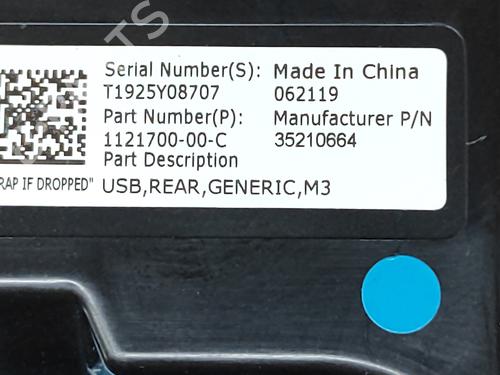 Serial Number(S): Made In China
T1925Y08707 062119
Part Number(P): Manufacturer P/N
1121700-00-C 35210664
Part Description
RAP IF DROPPED" USB,REAR,GENERIC,M3